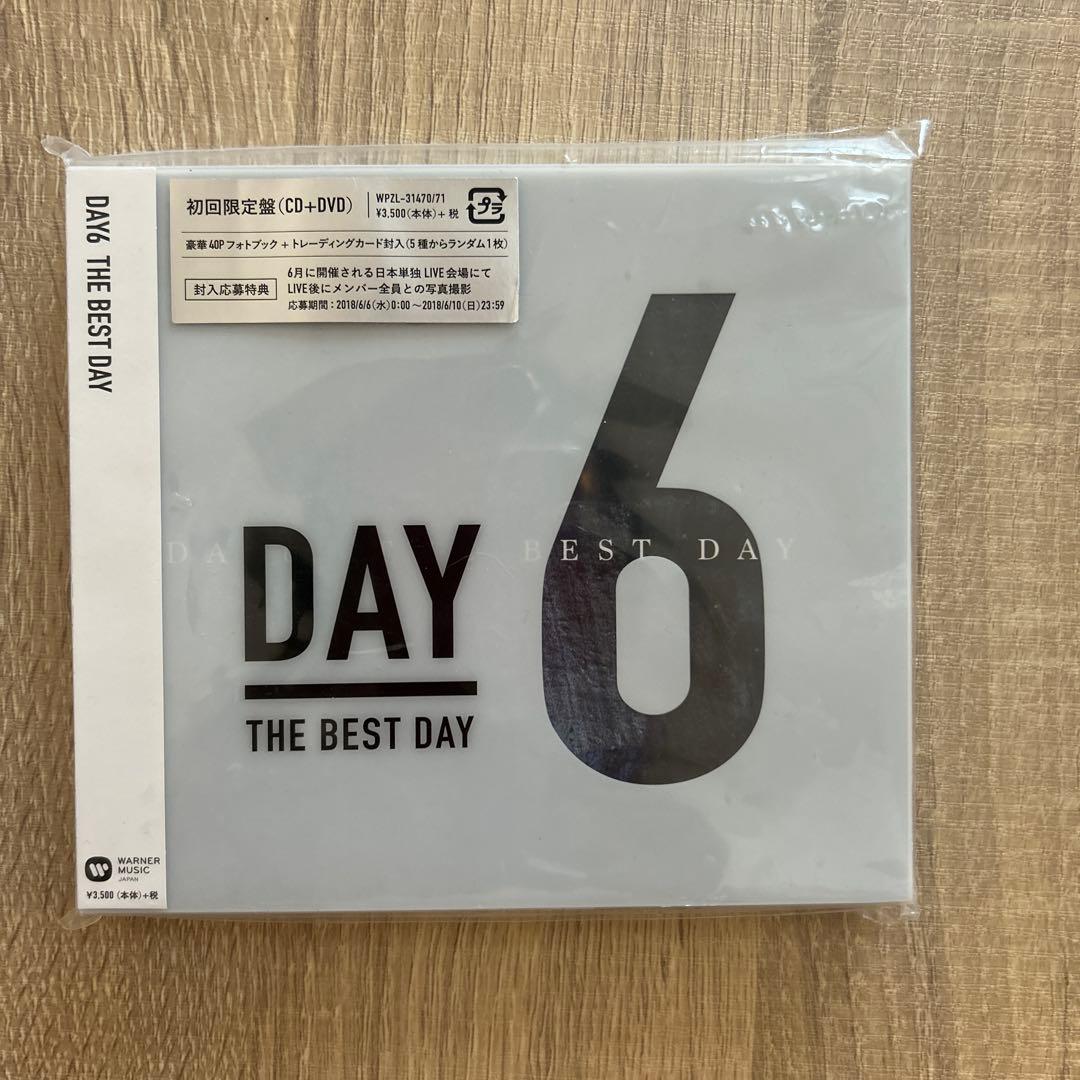 DAY6 THE BEST DAY
初回限定盤(CD+DVD)
WPZL-31470/71
¥3,500(本体)+税
プラ
豪華40Pフォトブック+トレーディングカード封入(5種からランダム1枚)
封入応募特典
6月に開催される日本単独LIVE会場にて
LIVE後にメンバー全員との写真撮影
応募期間:2018/6/6(水)0:00~2018/6/10(日)23:59
6
DAY
THE BEST DAY
DA BEST DAY
WARNER
MUSIC
JAPAN
¥3,500(本体)+税